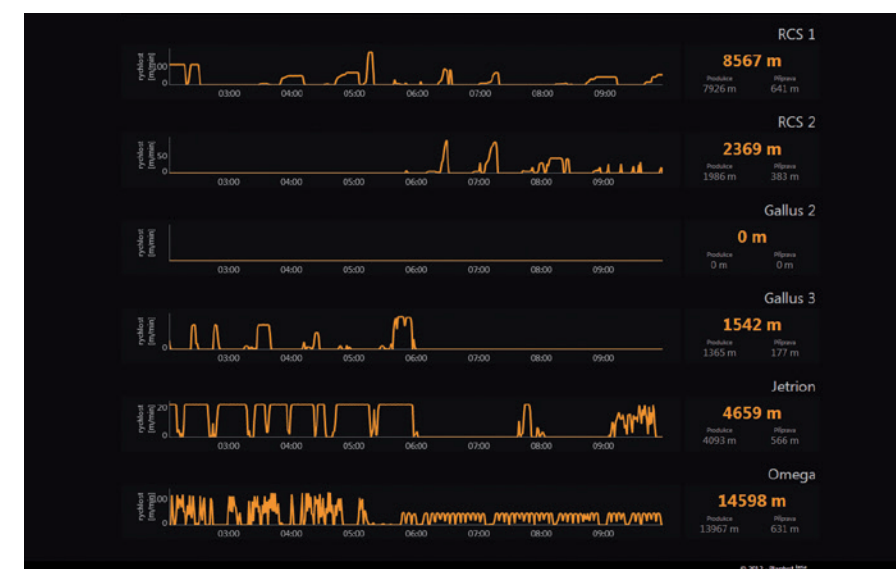 RCS 1
rychlost
[m/min]
100
0
03:00 04:00 05:00 06:00 07:00 08:00 09:00
8567 m
Produkce Příprava
7926 m 641 m
RCS 2
rychlost
[m/min]
50
0
03:00 04:00 05:00 06:00 07:00 08:00 09:00
2369 m
Produkce Příprava
1986 m 383 m
Gallus 2
rychlost
[m/min]
03:00 04:00 05:00 06:00 07:00 08:00 09:00
0 m
Produkce Příprava
0 m 0 m
Gallus 3
rychlost
[m/min]
0
03:00 04:00 05:00 06:00 07:00 08:00 09:00
1542 m
Produkce Příprava
1365 m 177 m
Jetrion
rychlost
[m/min]
20
0
03:00 04:00 05:00 06:00 07:00 08:00 09:00
4659 m
Produkce Příprava
4093 m 566 m
Omega
rychlost
[m/min]
100
0
03:00 04:00 05:00 06:00 07:00 08:00 09:00
14598 m
Produkce Příprava
13967 m 631 m